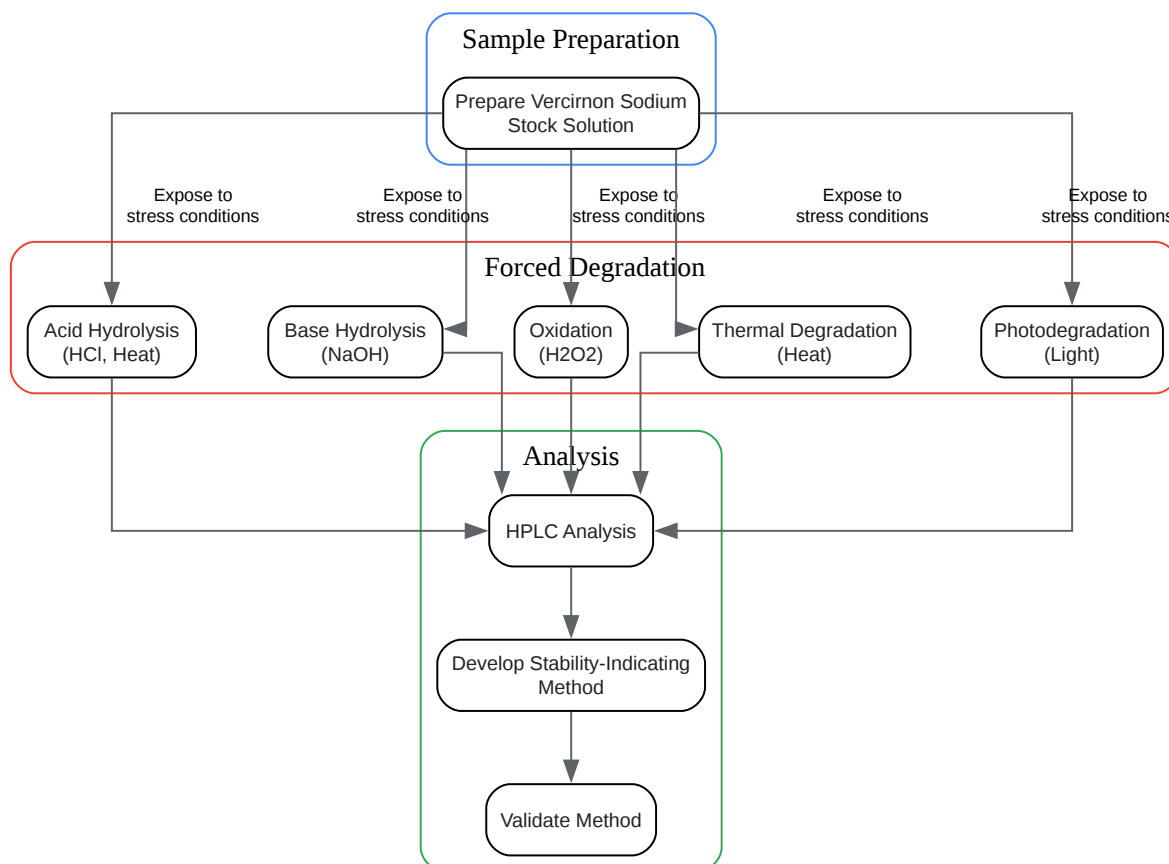 Sample Preparation
Prepare Vercirnon Sodium
Stock Solution
Expose to
stress conditions
Expose to
stress conditions
Expose to
stress conditions
Expose to
stress conditions
Expose to
stress conditions
Forced Degradation
Acid Hydrolysis
(HCl, Heat)
Base Hydrolysis
(NaOH)
Oxidation
(H2O2)
Thermal Degradation
(Heat)
Photodegradation
(Light)
Analysis
HPLC Analysis
Develop Stability-Indicating
Method
Validate Method